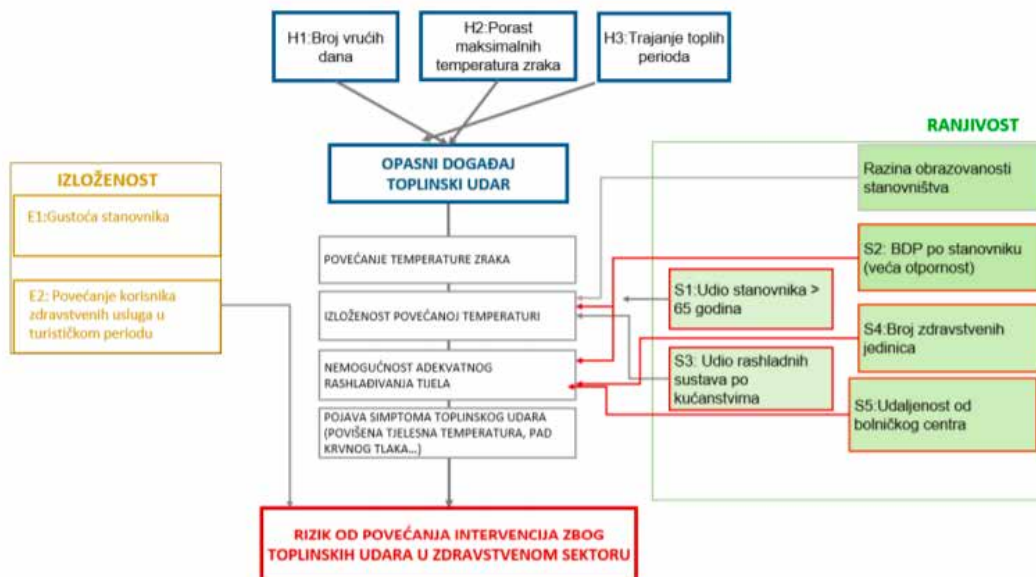 H1:Broj vrućih
dana
H2:Porast
maksimalnih
temperatura zraka
H3:Trajanje toplih
perioda
OPASNI DOGAĐAJ
TOPLINSKI UDAR
IZLOŽENOST
E1:Gustoća stanovnika
E2: Povećanje korisnika
zdravstvenih usluga u
turističkom periodu
POVEĆANJE TEMPERATURE ZRAKA
IZLOŽENOST POVEĆANOJ TEMPERATURI
NEMOGUĆNOST ADEKVATNOG
RASHLAĐIVANJA TIJELA
POJAVA SIMPTOMA TOPLINSKOG UDARA
(POVIŠENA TJELESNA TEMPERATURA, PAD
KRVNOG TLAKA...)
RIZIK OD POVEĆANJA INTERVENCIJA ZBOG
TOPLINSKIH UDARA U ZDRAVSTVENOM SEKTORU
RANJIVOST
Razina obrazovanosti
stanovništva
S2: BDP po stanovniku
(veća otpornost)
S1:Udio stanovnika >
65 godina
S4:Broj zdravstvenih
jedinica
S3: Udio rashladnih
sustava po
kućanstvima
S5:Udaljenost od
bolničkog centra